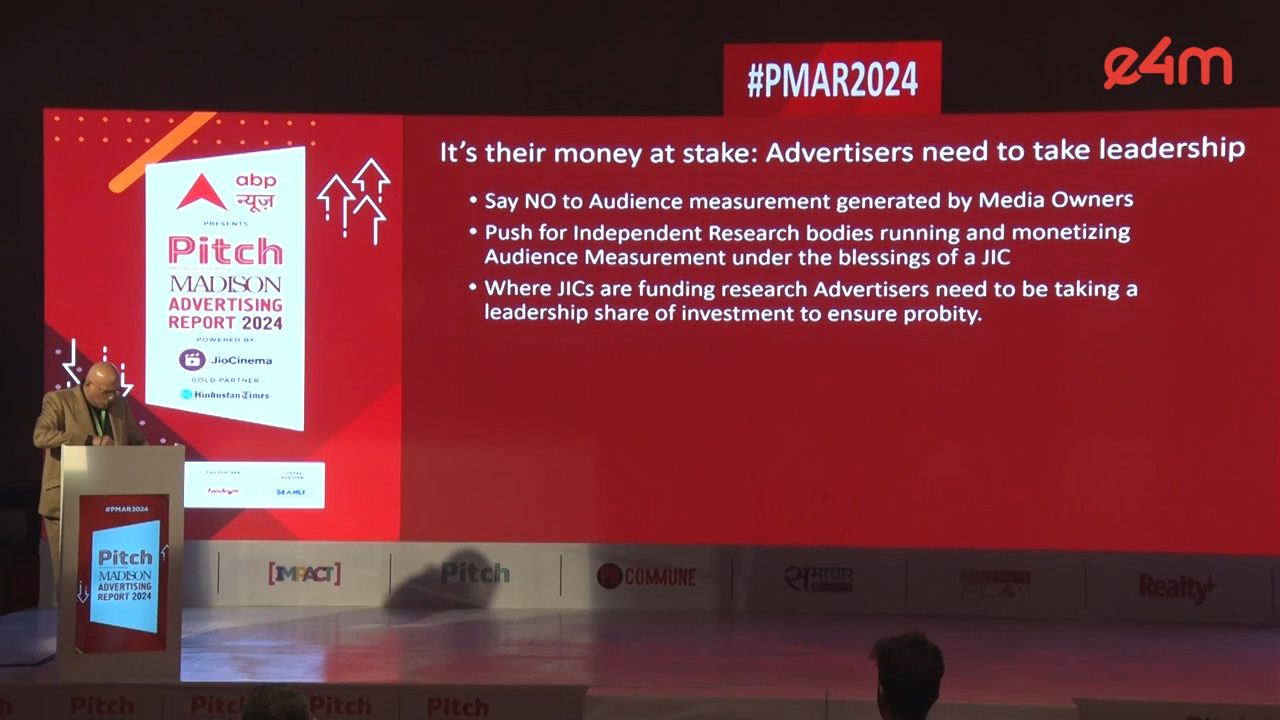 e4m
#PMAR2024
It's their money at stake: Advertisers need to take leadership
• Say NO to Audience measurement generated by Media Owners
• Push for Independent Research bodies running and monetizing
Audience Measurement under the blessings of a JIC
• Where JICs are funding research Advertisers need to be taking a
leadership share of investment to ensure probity.
abp
न्यूज़
PRESENTS
Pitch
MADISON
ADVERTISING
REPORT 2024
POWERED BY
JioCinema
GOLD PARTNER
Hindustan Times
PARTNER
PARTNER
#PMAR2024
Pitch
MADISON
ADVERTISING
REPORT 2024
[IMPACT]
Pitch
COMMUNE
समाचार
Realty+
Pitch
Pitch
Pitch
Pitch